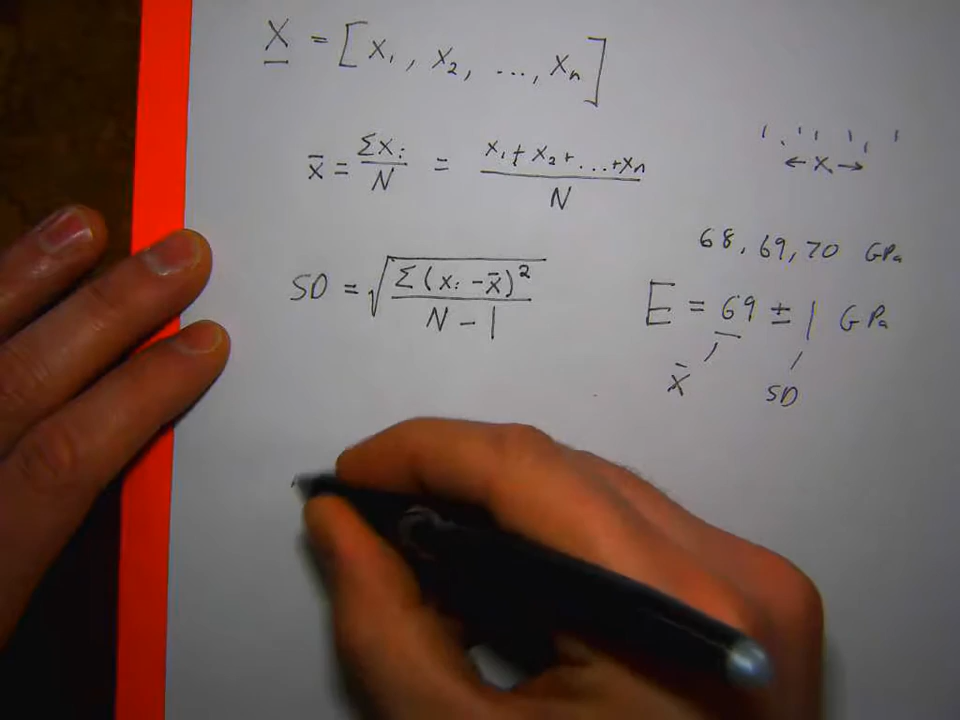 X = [x₁, x₂, ..., xₙ]
x̄ = Σxᵢ / N = x₁ + x₂ + ... + xₙ / N
← x →
SD = √(Σ(xᵢ - x̄)² / (N - 1))
68, 69, 70 GPa
E = 69 ± 1 GPa
x̄ SD